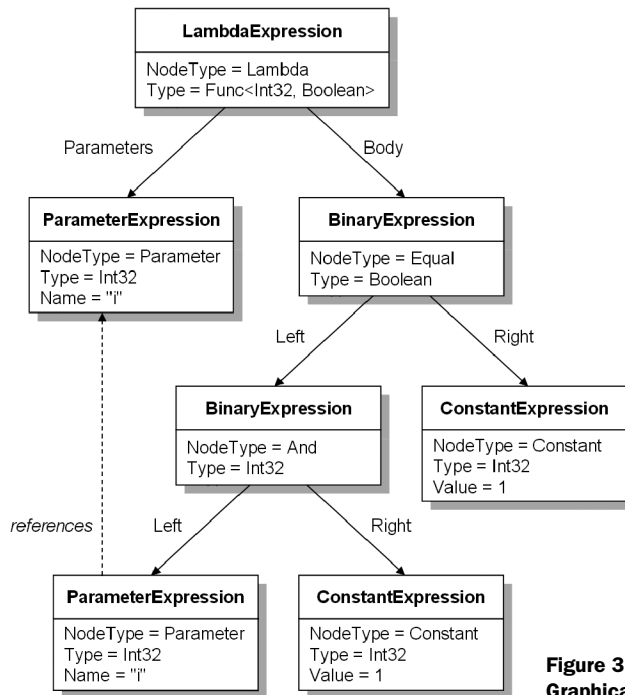 LambdaExpression
NodeType = Lambda
Type = Func<Int32, Boolean>
Parameters
Body
ParameterExpression
NodeType = Parameter
Type = Int32
Name = "i"
BinaryExpression
NodeType = Equal
Type = Boolean
Left
Right
BinaryExpression
NodeType = And
Type = Int32
ConstantExpression
NodeType = Constant
Type = Int32
Value = 1
references
Left
Right
ParameterExpression
NodeType = Parameter
Type = Int32
Name = "i"
ConstantExpression
NodeType = Constant
Type = Int32
Value = 1
Figure 3
Graphica